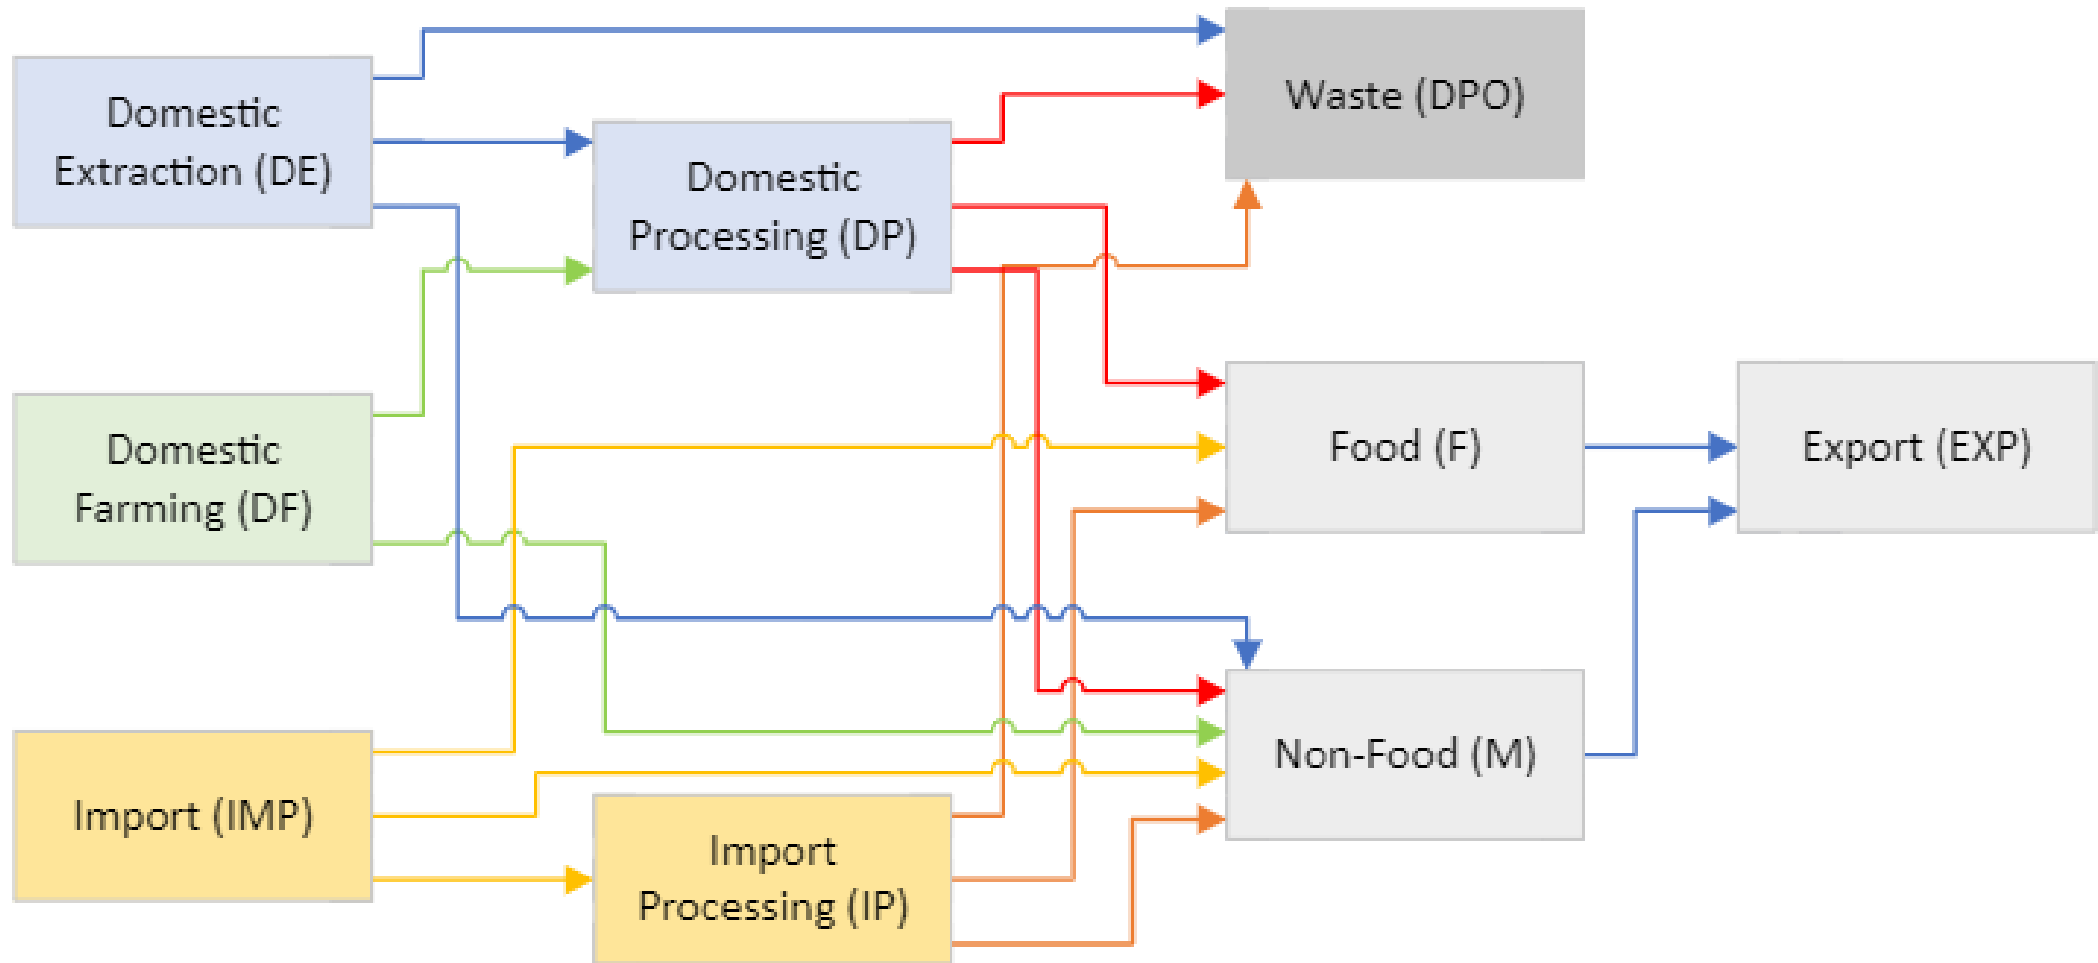 Domestic
Extraction (DE)
Domestic
Processing (DP)
Waste (DPO)
Domestic
Farming (DF)
Food (F)
Export (EXP)
Import (IMP)
Import
Processing (IP)
Non-Food (M)